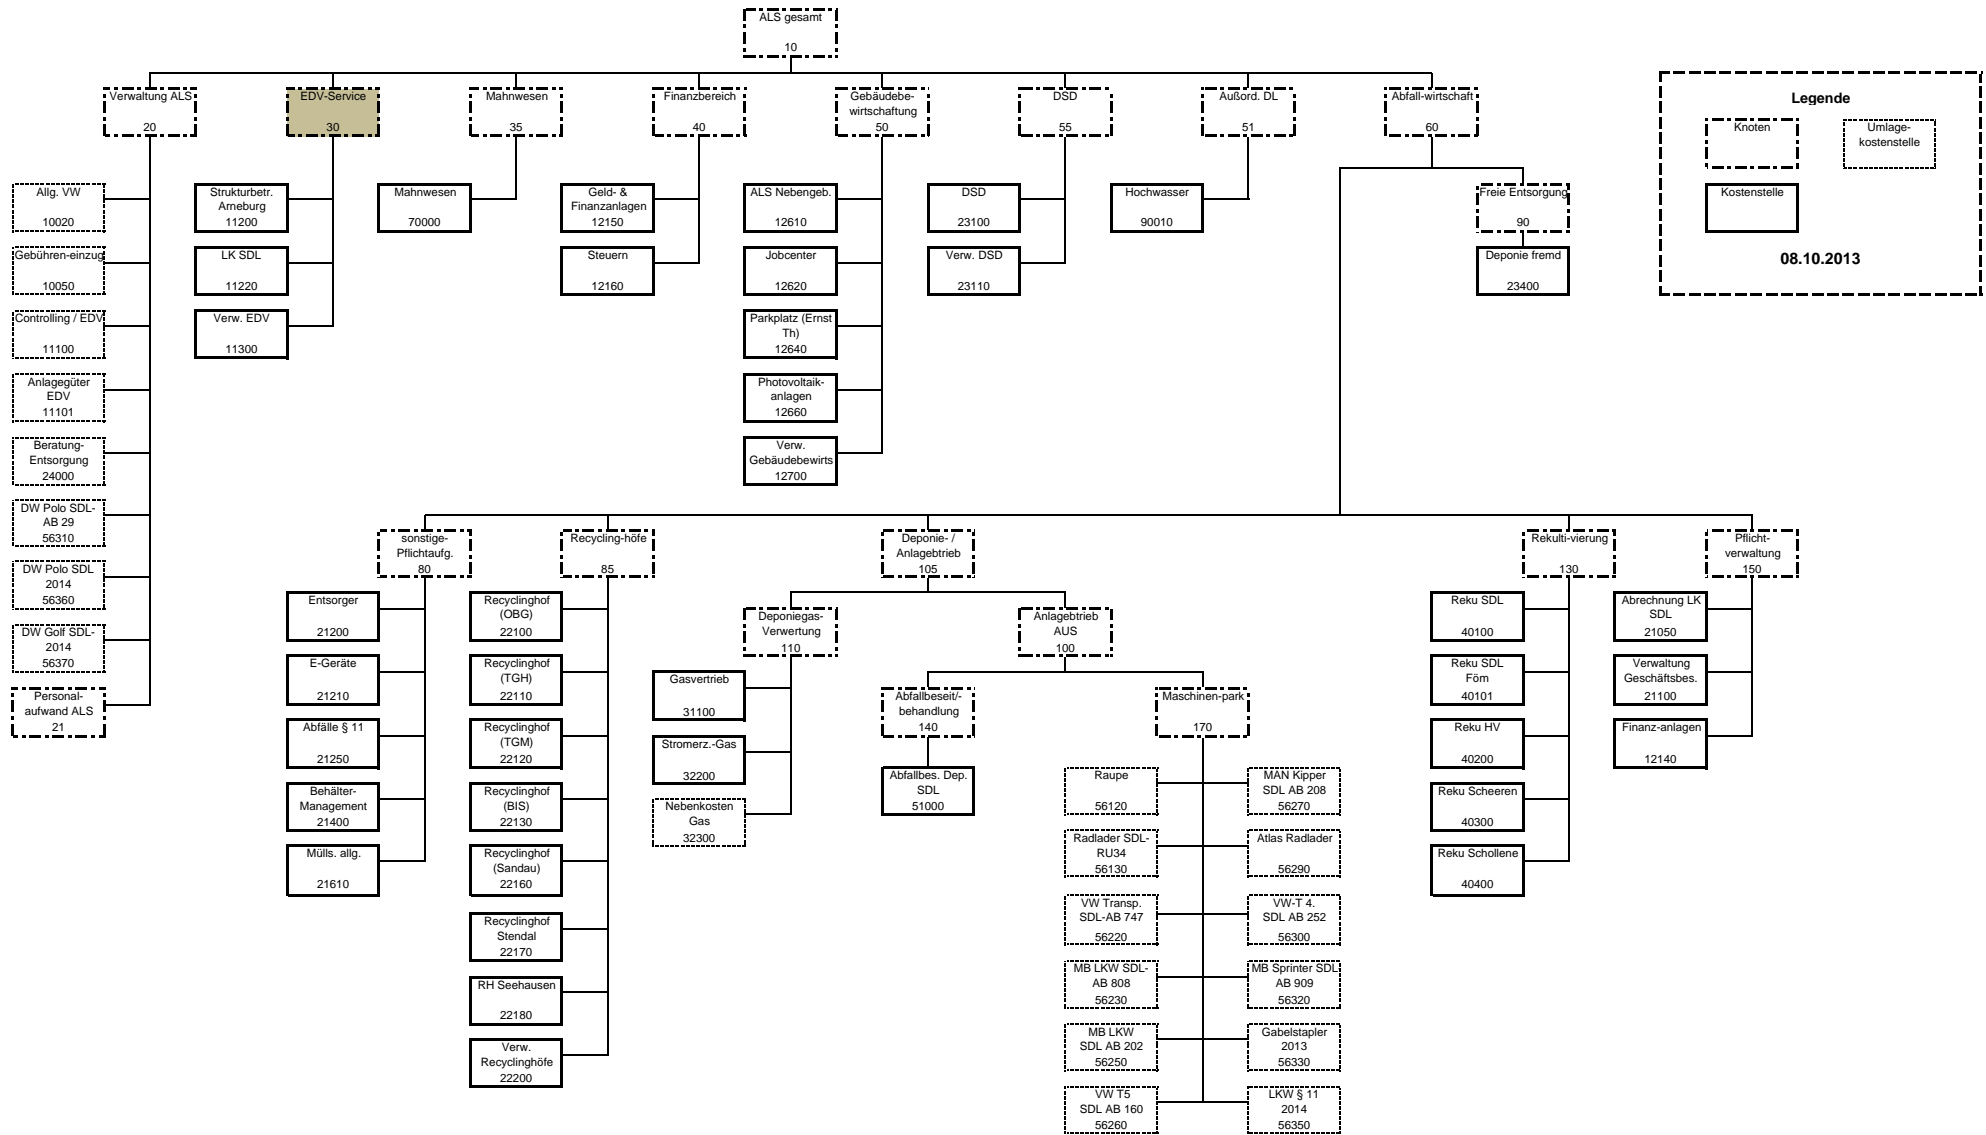 ALS gesamt
10
Verwaltung ALS
20
EDV-Service
30
Mahnwesen
35
Finanzbereich
40
Gebäudebe-
wirtschaftung
50
DSD
55
Außord. DL
51
Abfall-wirtschaft
60
Legende
Knoten
Umlage-
kostenstelle
Kostenstelle
08.10.2013
Allg. VW
10020
Gebühren-einzug
10050
Controlling / EDV
11100
Anlagegüter
EDV
11101
Beratung-
Entsorgung
24000
DW Polo SDL-
AB 29
56310
DW Polo SDL
2014
56360
DW Golf SDL-
2014
56370
Personal-
aufwand ALS
21
Strukturbetr.
Arneburg
11200
LK SDL
11220
Verw. EDV
11300
Mahnwesen
70000
Geld- &
Finanzanlagen
12150
Steuern
12160
ALS Nebengeb.
12610
Jobcenter
12620
Parkplatz (Ernst
Th)
12640
Photovoltaik-
anlagen
12660
Verw.
Gebäudebewirts
12700
DSD
23100
Verw. DSD
23110
Hochwasser
90010
Freie Entsorgung
90
Deponie fremd
23400
sonstige-
Pflichtaufg.
80
Entsorger
21200
E-Geräte
21210
Abfälle § 11
21250
Behälter-
Management
21400
Mülls. allg.
21610
Recycling-höfe
85
Recyclinghof
(OBG)
22100
Recyclinghof
(TGH)
22110
Recyclinghof
(TGM)
22120
Recyclinghof
(BIS)
22130
Recyclinghof
(Sandau)
22160
Recyclinghof
Stendal
22170
RH Seehausen
22180
Verw.
Recyclinghöfe
22200
Deponie- /
Anlagebtrieb
105
Deponiegas-
Verwertung
110
Gasvertrieb
31100
Stromerz.-Gas
32200
Nebenkosten
Gas
32300
Anlagebtrieb
AUS
100
Abfallbeseit/-
behandlung
140
Abfallbes. Dep.
SDL
51000
Maschinen-park
170
Raupe
56120
MAN Kipper
SDL AB 208
56270
Radlader SDL-
RU34
56130
Atlas Radlader
56290
VW Transp.
SDL-AB 747
56220
VW-T 4.
SDL AB 252
56300
MB LKW SDL-
AB 808
56230
MB Sprinter SDL
AB 909
56320
MB LKW
SDL AB 202
56250
Gabelstapler
2013
56330
VW T5
SDL AB 160
56260
LKW § 11
2014
56350
Rekulti-vierung
130
Reku SDL
40100
Reku SDL
Föm
40101
Reku HV
40200
Reku Scheeren
40300
Reku Schollene
40400
Pflicht-
verwaltung
150
Abrechnung LK
SDL
21050
Verwaltung
Geschäftsbes.
21100
Finanz-anlagen
12140